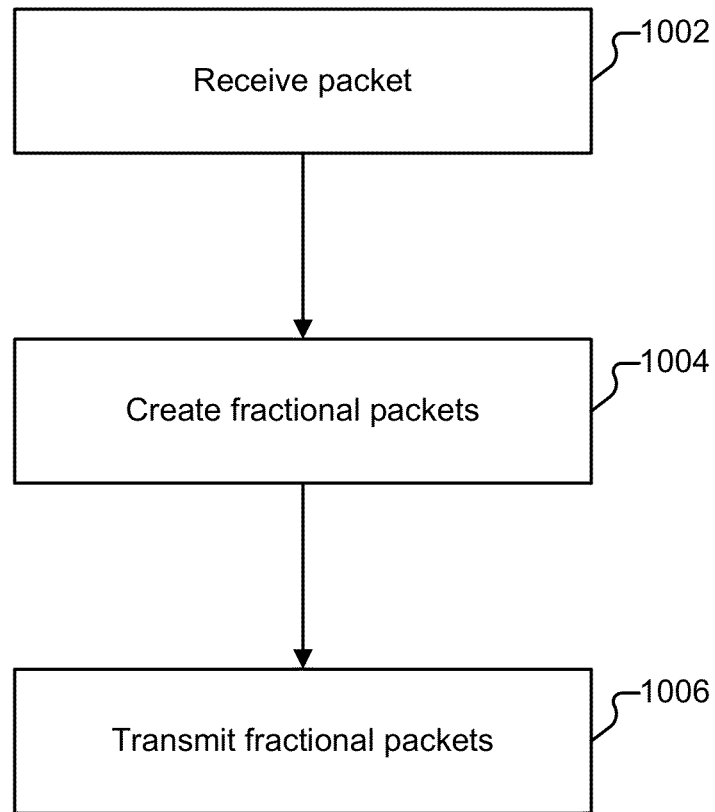 Receive packet
1002
Create fractional packets
1004
Transmit fractional packets
1006